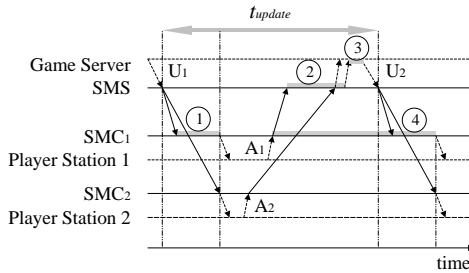 t_update
Game Server
U₁
②
③
U₂
SMS
SMC₁
①
④
A₁
Player Station 1
SMC₂
A₂
Player Station 2
time